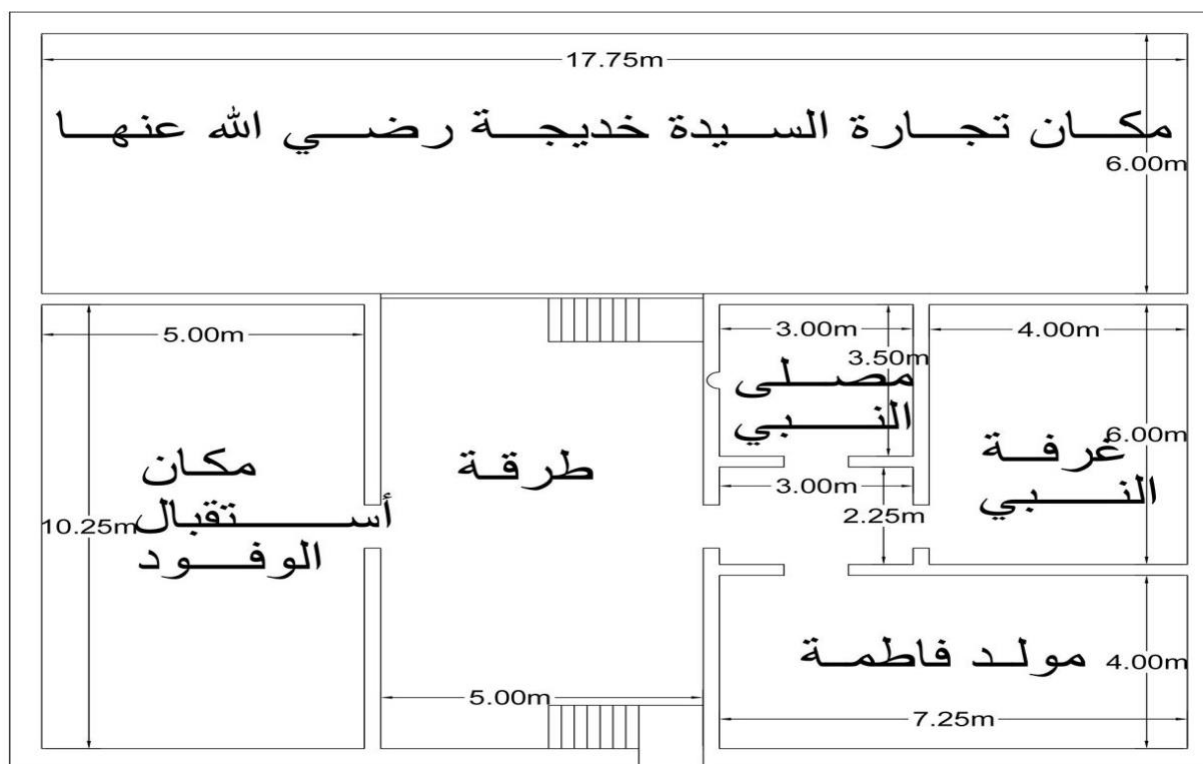 17.75m
مكان تجارة السيدة خديجة رضي الله عنها
6.00m
5.00m
3.00m
4.00m
3.50m
مصلى
النبي
6.00m
غرفة
النبي
مكان
أستقبال
الوفود
10.25m
طرقة
3.00m
2.25m
مولد فاطمة
4.00m
5.00m
7.25m